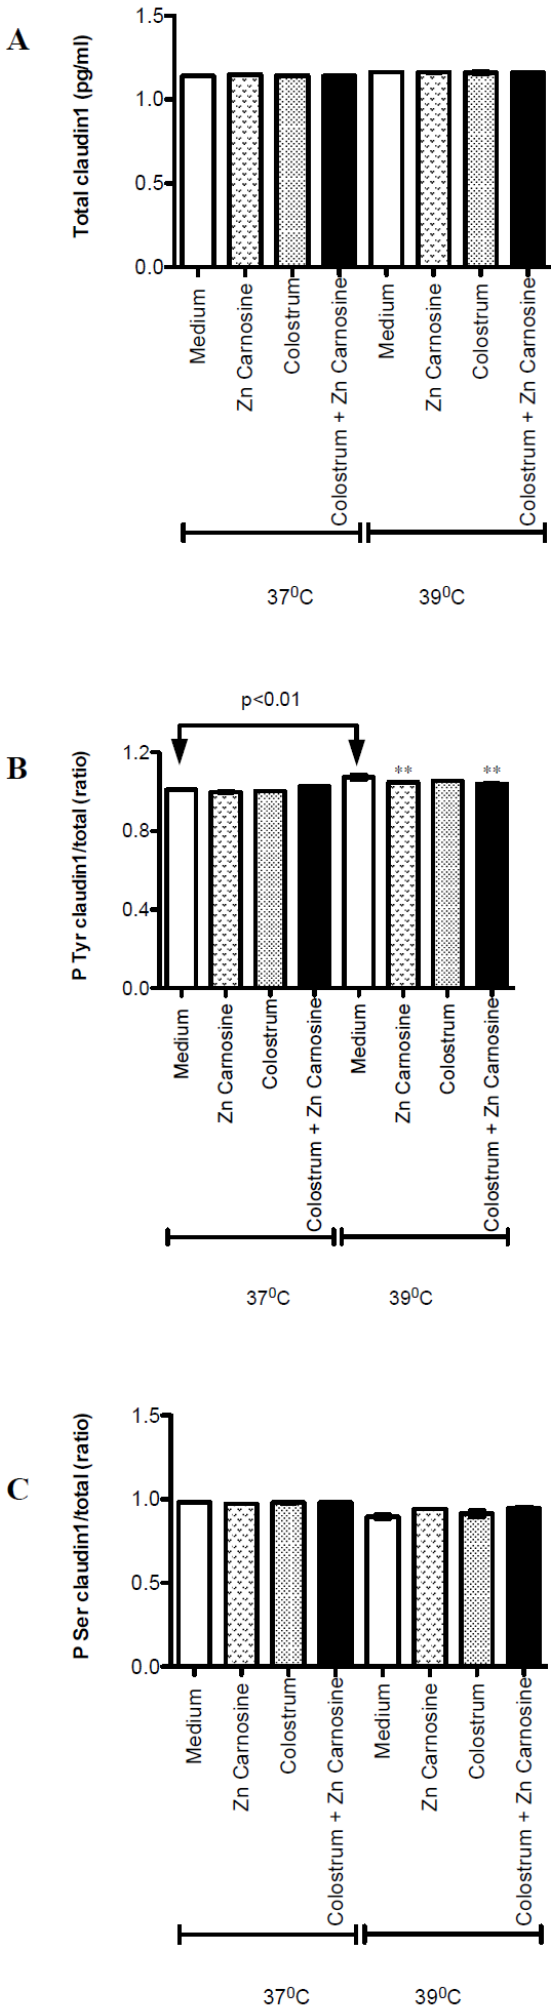 A
Total claudin1 (pg/ml)
1.5
1.0
0.5
0.0
Medium
Zn Carnosine
Colostrum
Colostrum + Zn Carnosine
Medium
Zn Carnosine
Colostrum
Colostrum + Zn Carnosine
37⁰C
39⁰C
p<0.01
B
P Tyr claudin1/total (ratio)
1.2
0.8
0.4
0.0
**
**
Medium
Zn Carnosine
Colostrum
Colostrum + Zn Carnosine
Medium
Zn Carnosine
Colostrum
Colostrum + Zn Carnosine
37⁰C
39⁰C
C
P Ser claudin1/total (ratio)
1.5
1.0
0.5
0.0
Medium
Zn Carnosine
Colostrum
Colostrum + Zn Carnosine
Medium
Zn Carnosine
Colostrum
Colostrum + Zn Carnosine
37⁰C
39⁰C